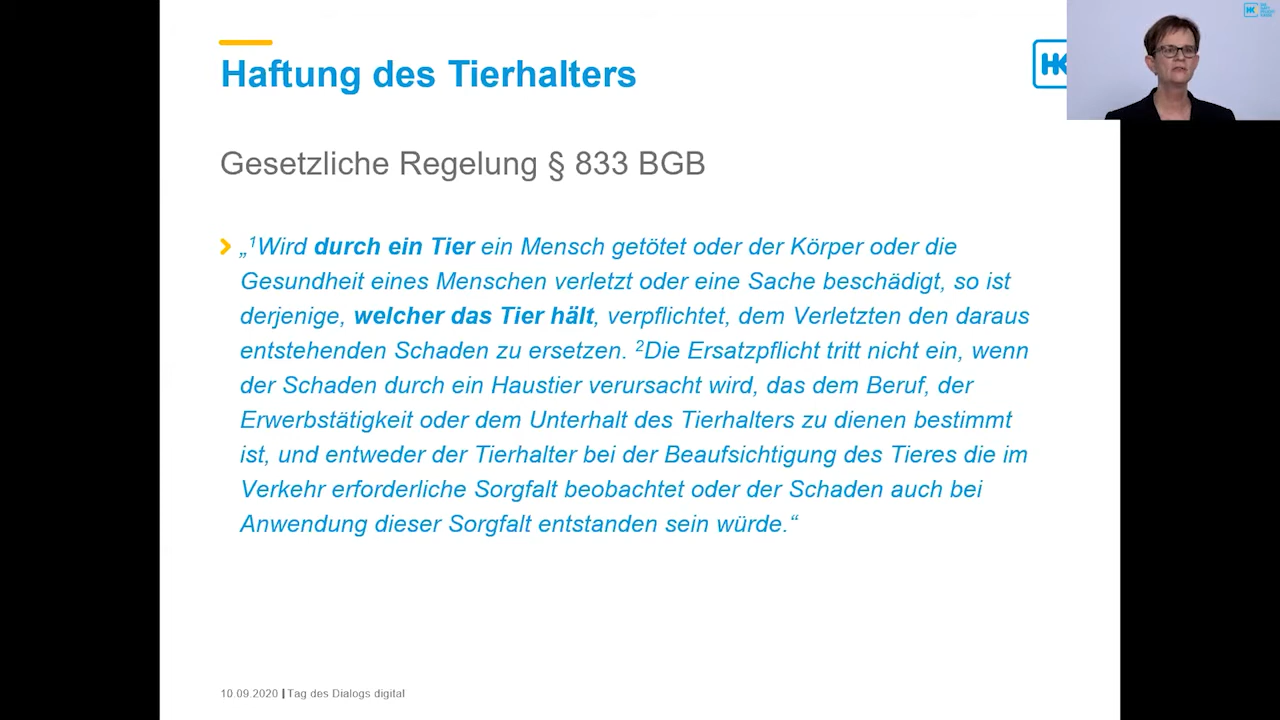 Haftung des Tierhalters
HK
Gesetzliche Regelung § 833 BGB
„¹Wird durch ein Tier ein Mensch getötet oder der Körper oder die
Gesundheit eines Menschen verletzt oder eine Sache beschädigt, so ist
derjenige, welcher das Tier hält, verpflichtet, dem Verletzten den daraus
entstehenden Schaden zu ersetzen. ²Die Ersatzpflicht tritt nicht ein, wenn
der Schaden durch ein Haustier verursacht wird, das dem Beruf, der
Erwerbstätigkeit oder dem Unterhalt des Tierhalters zu dienen bestimmt
ist, und entweder der Tierhalter bei der Beaufsichtigung des Tieres die im
Verkehr erforderliche Sorgfalt beobachtet oder der Schaden auch bei
Anwendung dieser Sorgfalt entstanden sein würde.“
10.09.2020 | Tag des Dialogs digital